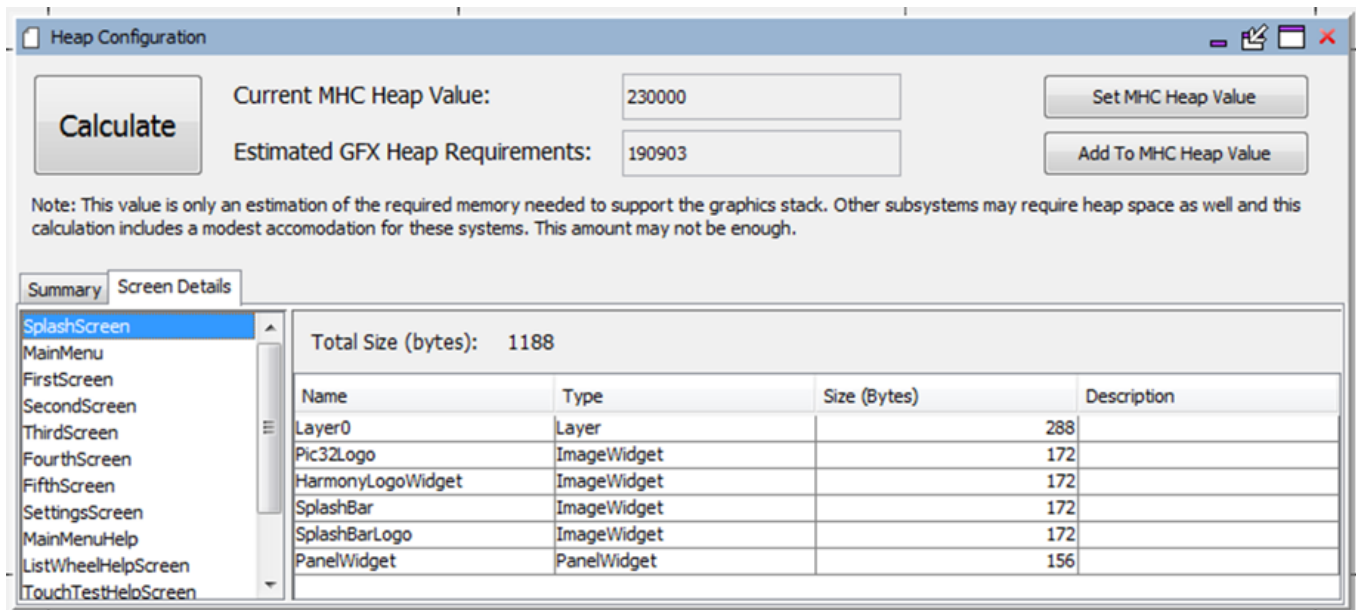 Heap Configuration
Calculate
Current MHC Heap Value: 230000 Set MHC Heap Value
Estimated GFX Heap Requirements: 190903 Add To MHC Heap Value
Note: This value is only an estimation of the required memory needed to support the graphics stack. Other subsystems may require heap space as well and this
calculation includes a modest accomodation for these systems. This amount may not be enough.
Summary Screen Details
SplashScreen
MainMenu
FirstScreen
SecondScreen
ThirdScreen
FourthScreen
FifthScreen
SettingsScreen
MainMenuHelp
ListWheelHelpScreen
TouchTestHelpScreen
Total Size (bytes): 1188
Name Type Size (Bytes) Description
Layer0 Layer 288
Pic32Logo ImageWidget 172
HarmonyLogoWidget ImageWidget 172
SplashBar ImageWidget 172
SplashBarLogo ImageWidget 172
PanelWidget PanelWidget 156